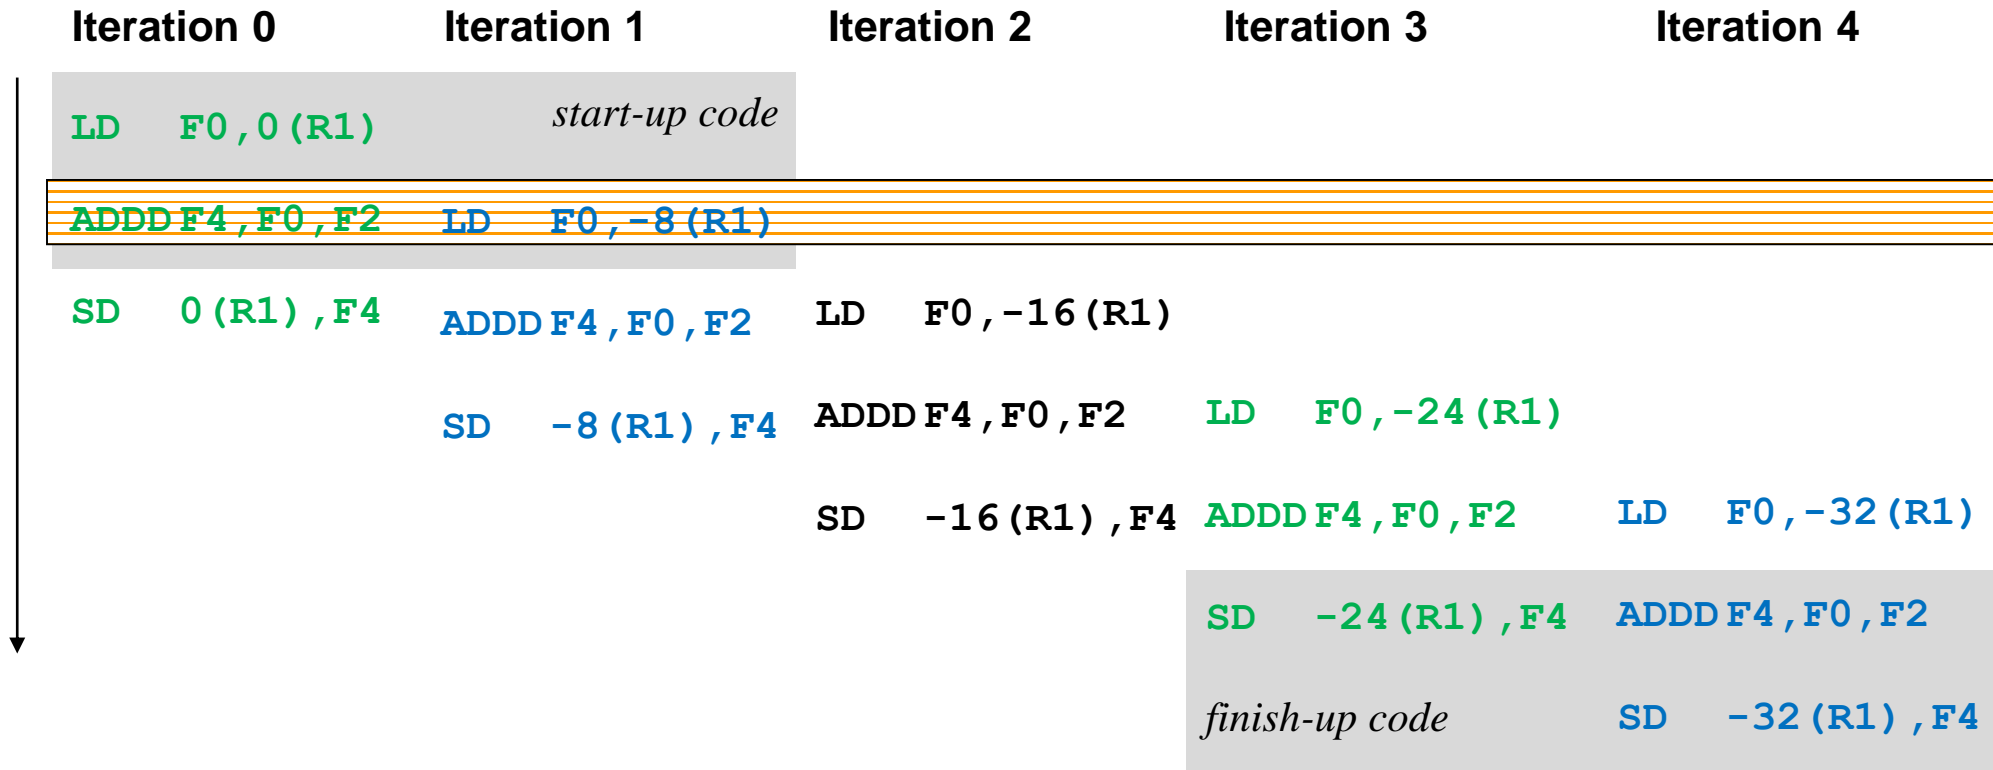 Iteration 0 Iteration 1 Iteration 2 Iteration 3 Iteration 4
LD F0,0(R1) start-up code
ADDD F4,F0,F2 LD F0,-8(R1)
SD 0(R1),F4 ADDD F4,F0,F2 LD F0,-16(R1)
SD -8(R1),F4 ADDD F4,F0,F2 LD F0,-24(R1)
SD -16(R1),F4 ADDD F4,F0,F2 LD F0,-32(R1)
SD -24(R1),F4 ADDD F4,F0,F2
finish-up code SD -32(R1),F4